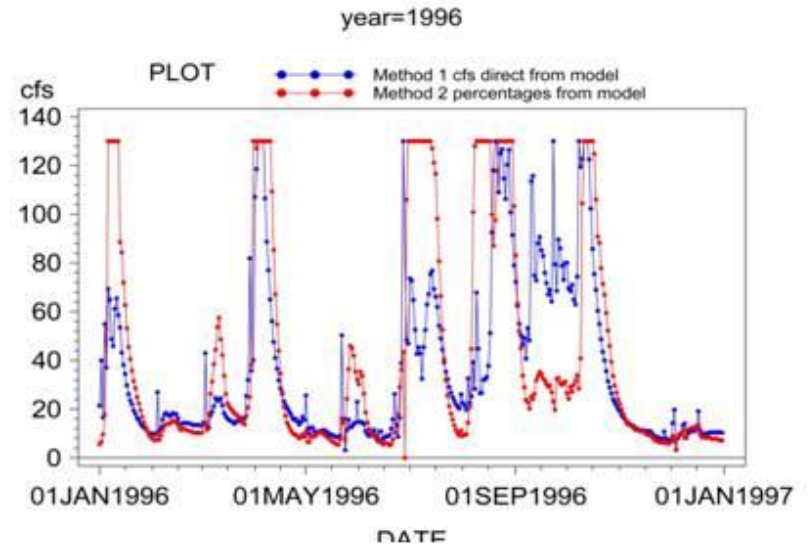 year=1996
PLOT
Method 1 cfs direct from model
Method 2 percentages from model
cfs
140
120
100
80
60
40
20
0
01JAN1996 01MAY1996 01SEP1996 01JAN1997
DATE